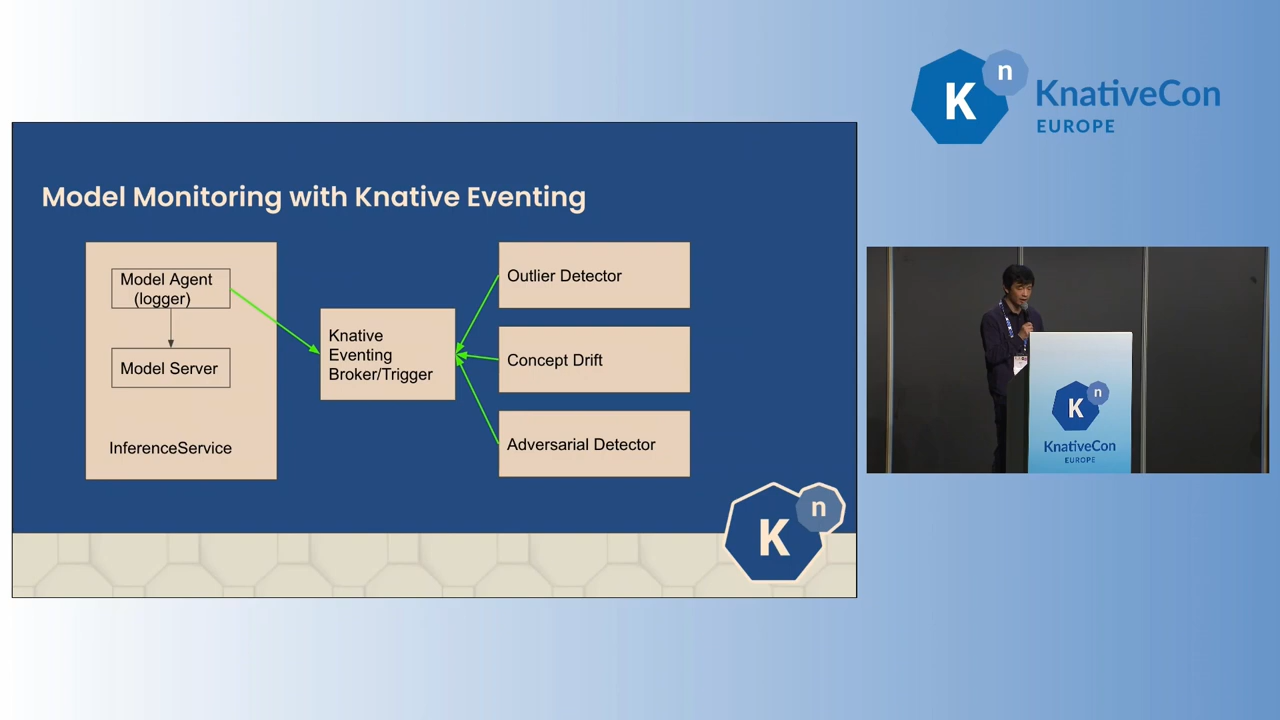 K
n
KnativeCon
EUROPE
Model Monitoring with Knative Eventing
Model Agent
(logger)
Model Server
InferenceService
Knative
Eventing
Broker/Trigger
Outlier Detector
Concept Drift
Adversarial Detector
K
n
K
n
KnativeCon
EUROPE